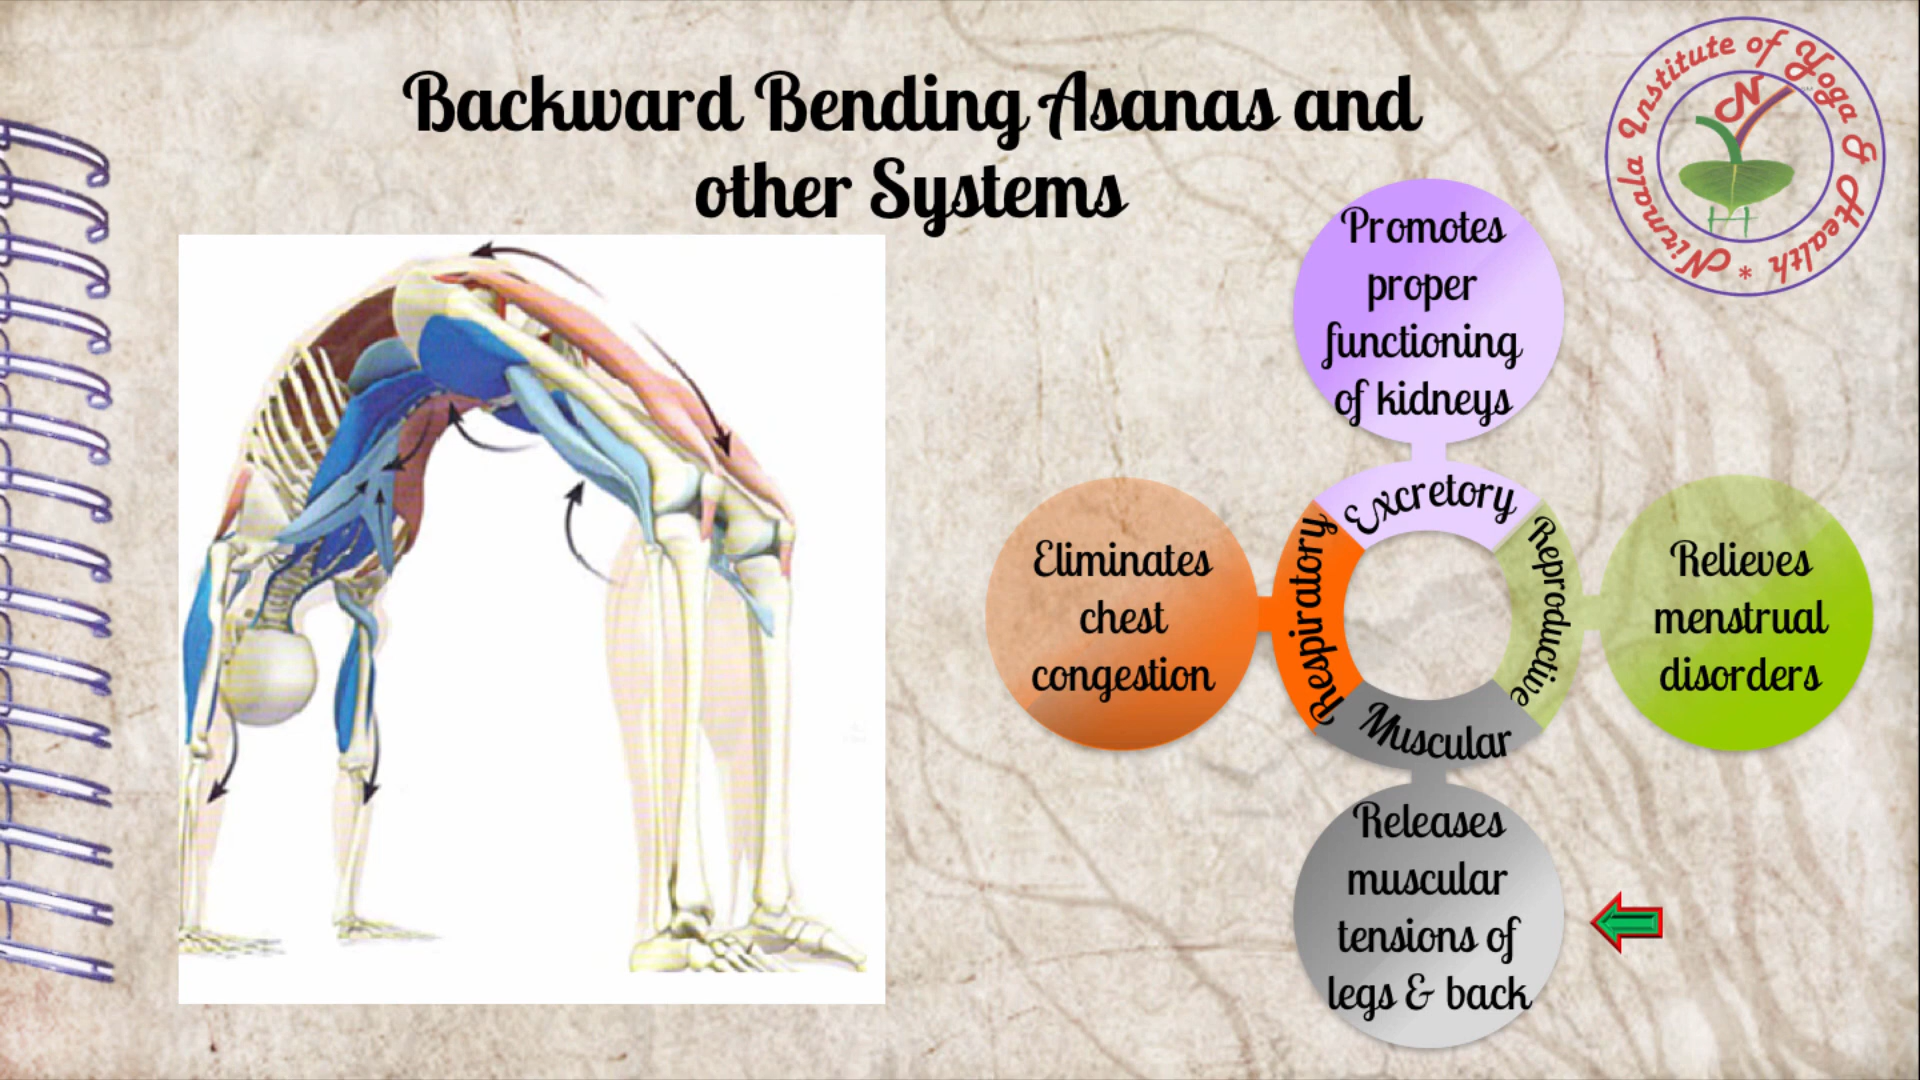 Backward Bending Asanas and
other Systems
Nirmala Institute of Yoga & Health *
N
H
Promotes
proper
functioning
of kidneys
Excretory
Respiratory
Reproductive
Muscular
Eliminates
chest
congestion
Relieves
menstrual
disorders
Releases
muscular
tensions of
legs & back